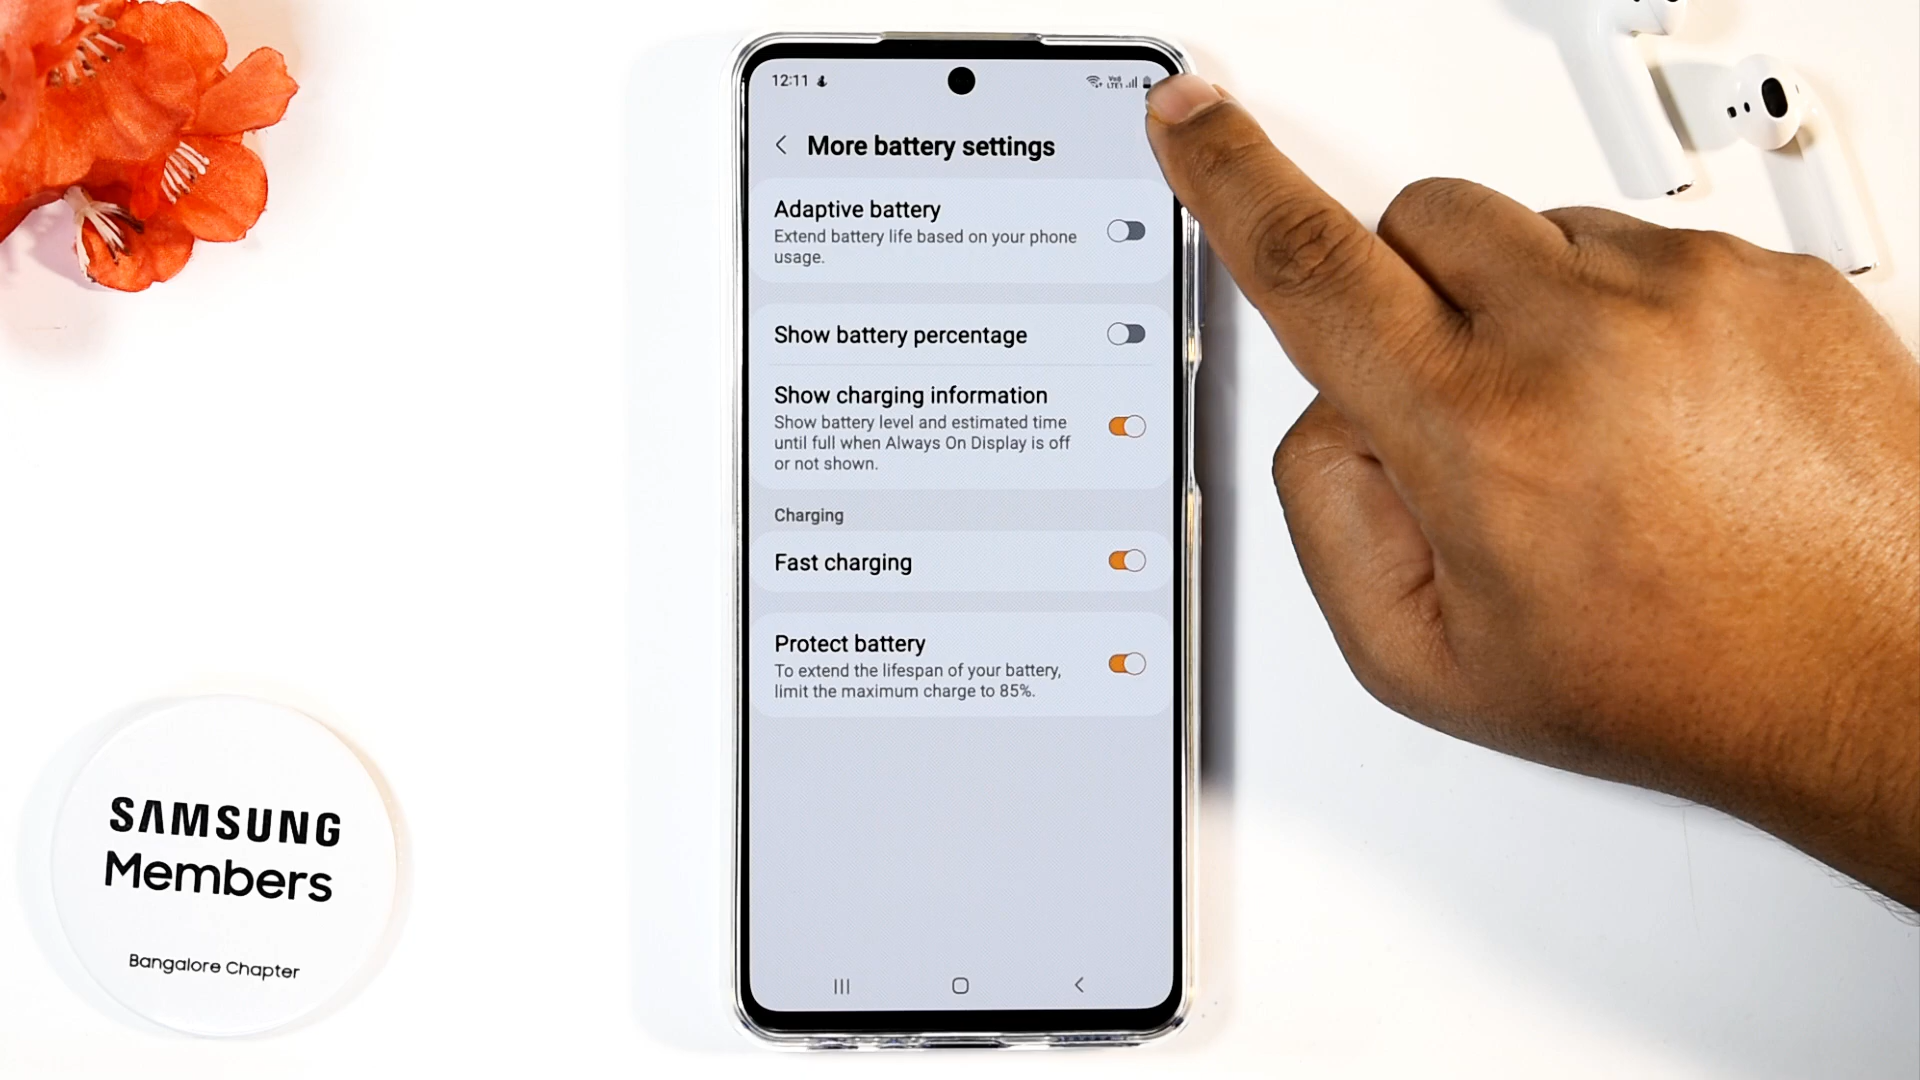 12:11
Vo)) LTE1
More battery settings
Adaptive battery
Extend battery life based on your phone
usage.
Show battery percentage
Show charging information
Show battery level and estimated time
until full when Always On Display is off
or not shown.
Charging
Fast charging
Protect battery
To extend the lifespan of your battery,
limit the maximum charge to 85%.
SAMSUNG
Members
Bangalore Chapter